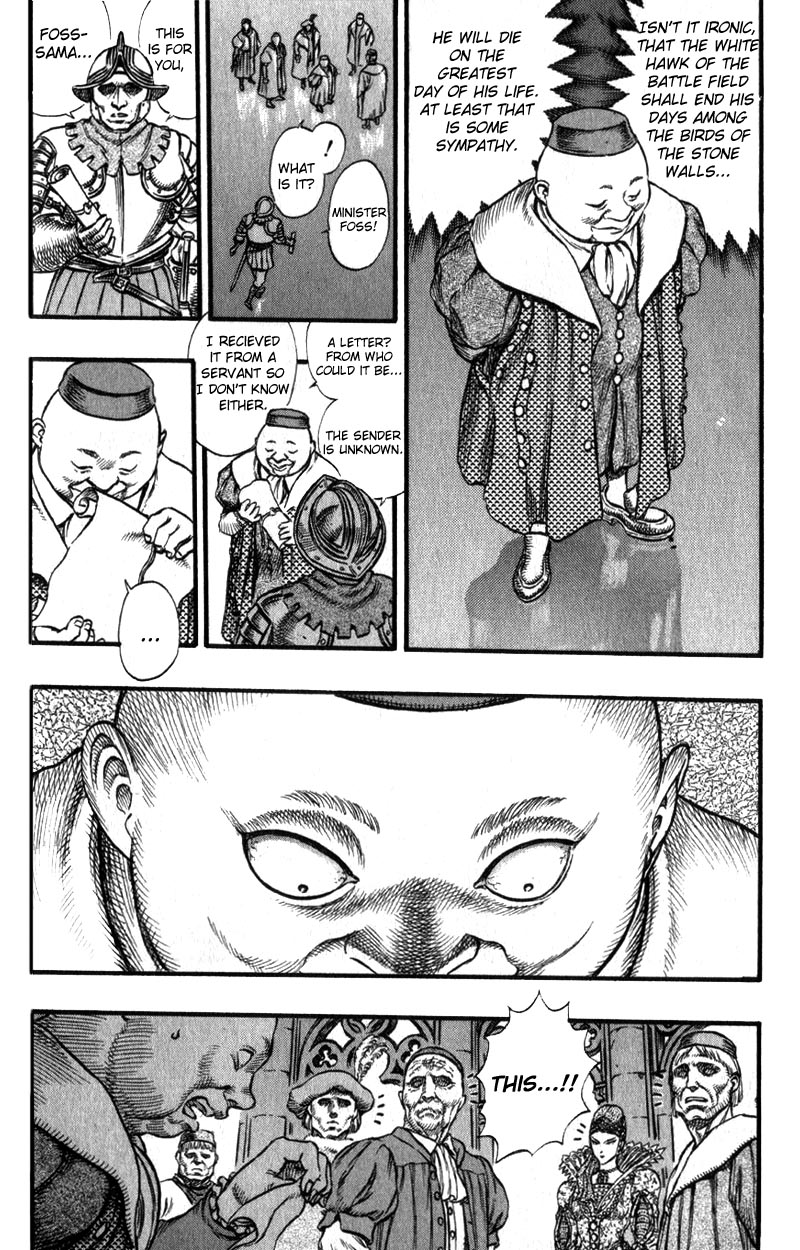 ISN'T IT IRONIC,
THAT THE WHITE
HAWK OF THE
BATTLE FIELD
SHALL END HIS
DAYS AMONG
THE BIRDS OF
THE STONE
WALLS...
HE WILL DIE
ON THE
GREATEST
DAY OF HIS LIFE.
AT LEAST THAT
IS SOME
SYMPATHY.
MINISTER
FOSS!
!
WHAT
IS IT?
THIS
IS FOR
YOU,
FOSS-
SAMA...
A LETTER?
FROM WHO
COULD IT BE...
THE SENDER
IS UNKNOWN.
I RECIEVED
IT FROM A
SERVANT SO
I DON'T KNOW
EITHER.
...
THIS...!!